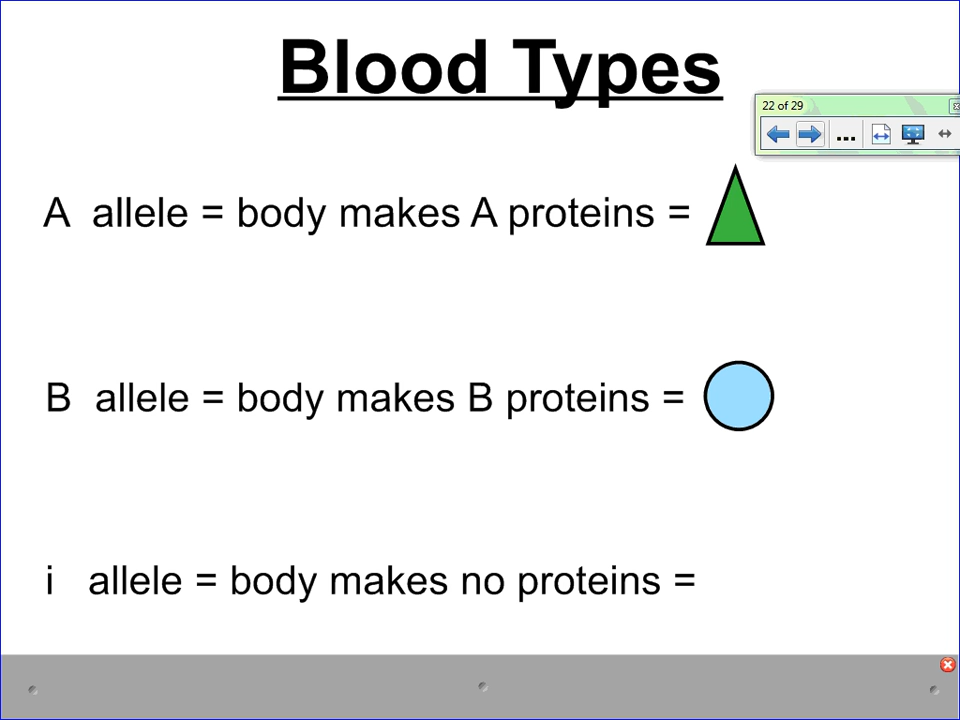 Blood Types
22 of 29
A allele = body makes A proteins =
B allele = body makes B proteins =
i allele = body makes no proteins =